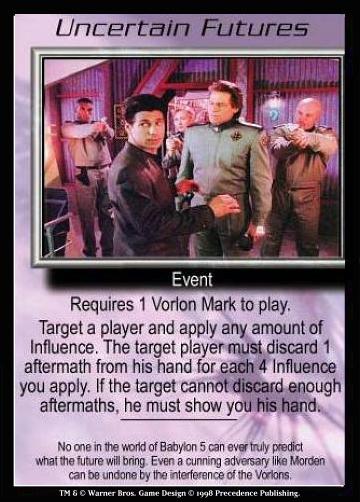 Uncertain Futures
Event
Requires 1 Vorlon Mark to play.
Target a player and apply any amount of
Influence. The target player must discard 1
aftermath from his hand for each 4 Influence
you apply. If the target cannot discard enough
aftermaths, he must show you his hand.
No one in the world of Babylon 5 can ever truly predict
what the future will bring. Even a cunning adversary like Morden
can be undone by the interference of the Vorlons.
TM & © Warner Bros. Game Design © 1998 Precedence Publishing.